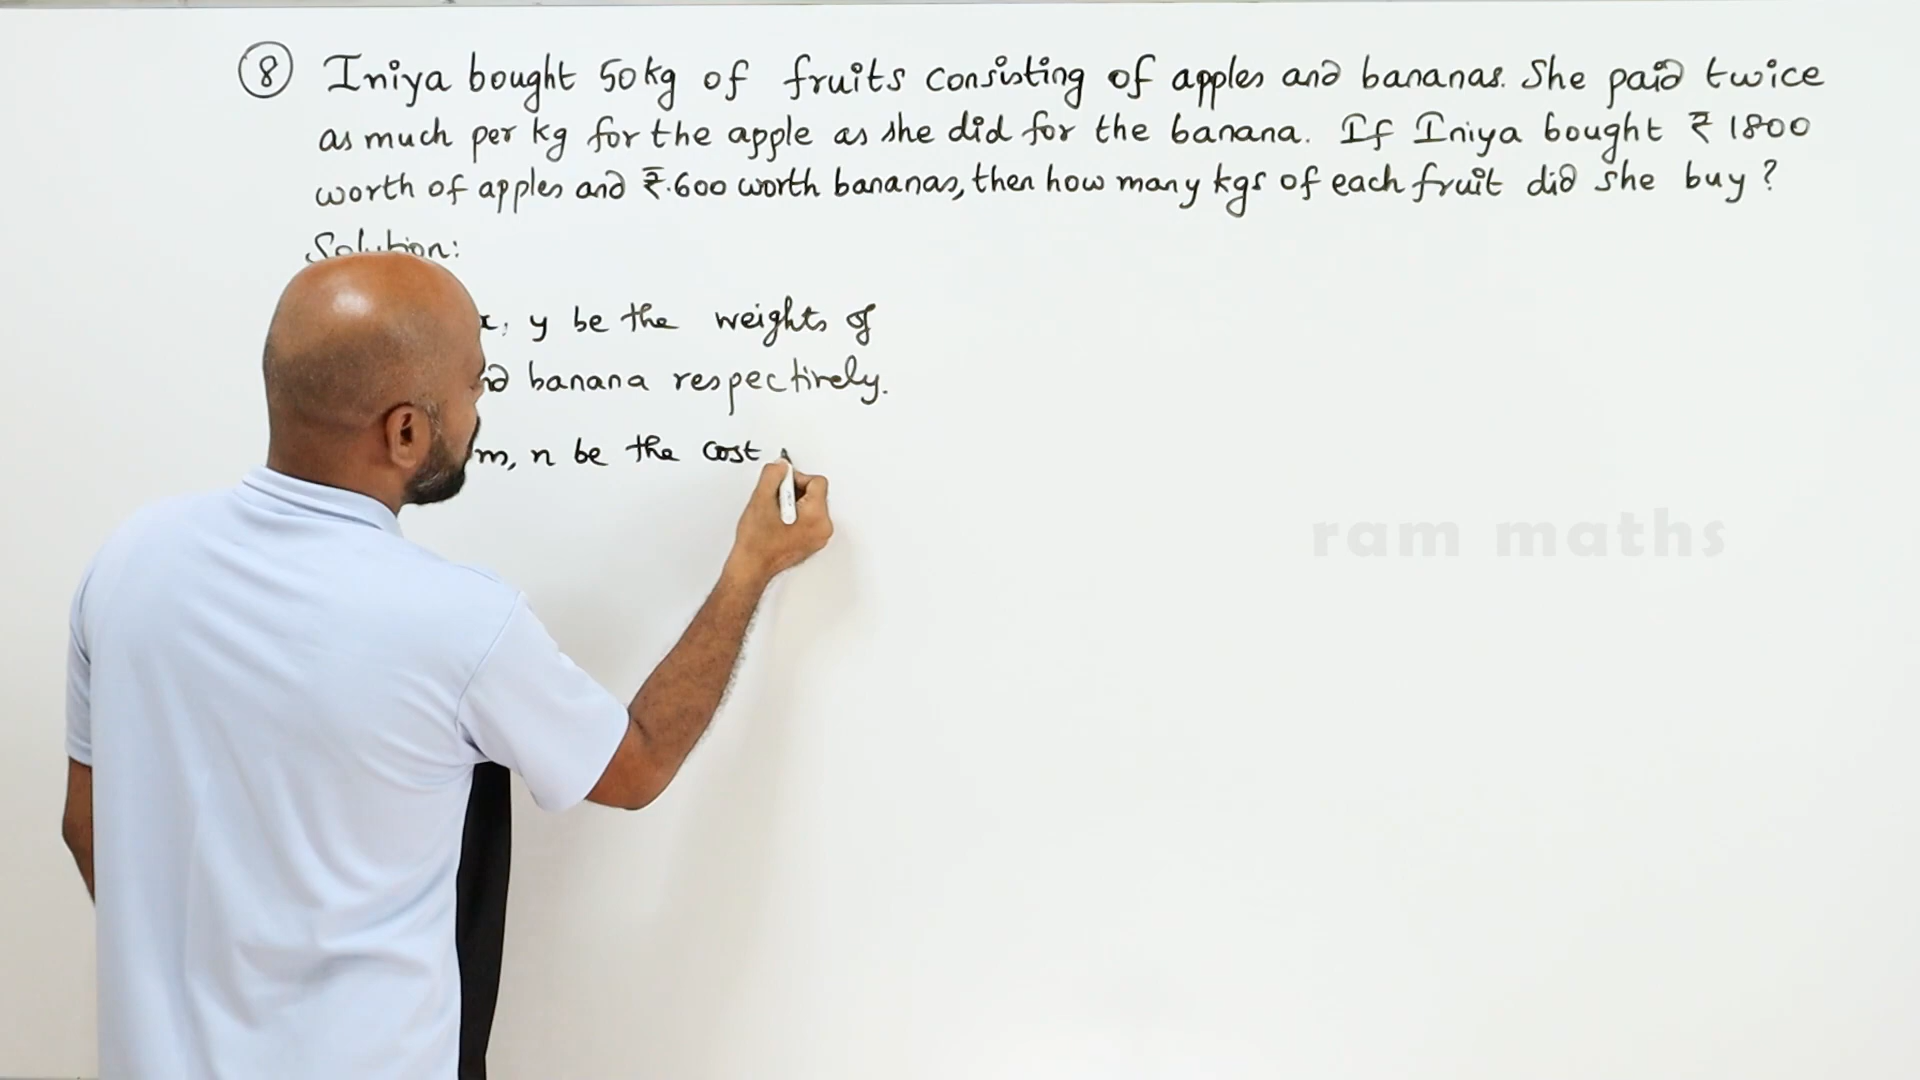 8 Iniya bought 50kg of fruits consisting of apples and bananas. She paid twice
as much per kg for the apple as she did for the banana. If Iniya bought ₹ 1800
worth of apples and ₹.600 worth bananas, then how many kgs of each fruit did she buy?
Solution:
x, y be the weights of
banana respectively.
m, n be the cost
ram maths